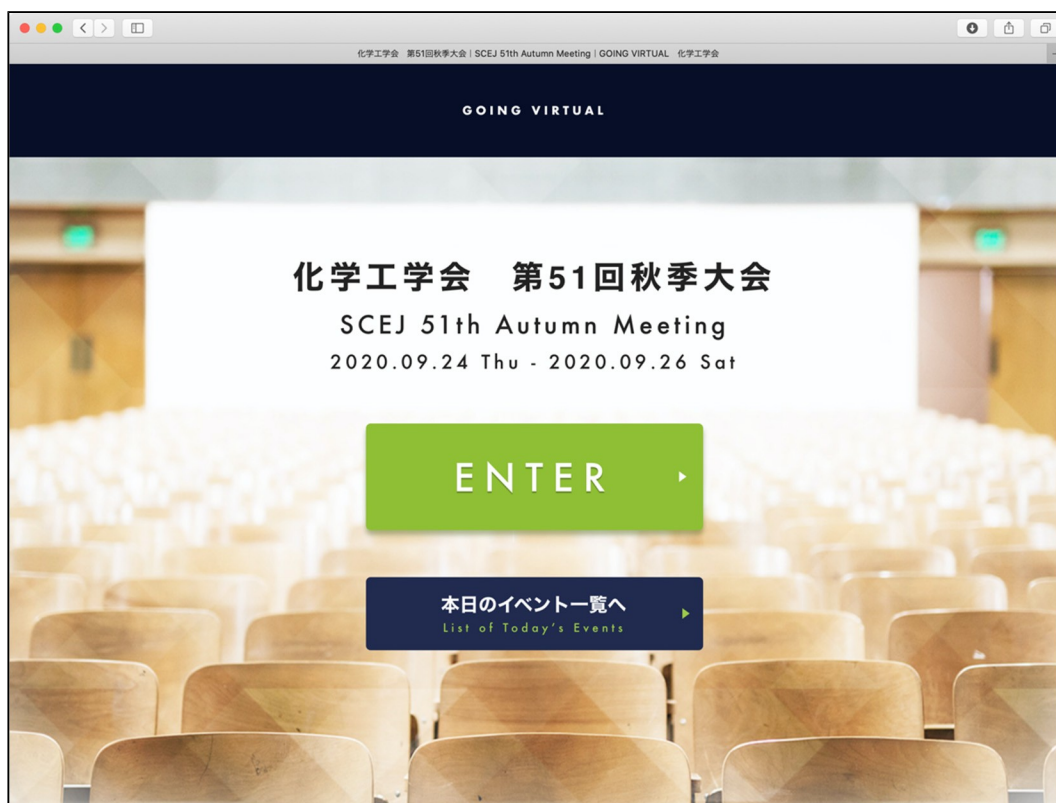 化学工学会　第51回秋季大会 | SCEJ 51th Autumn Meeting | GOING VIRTUAL　化学工学会
GOING VIRTUAL
化学工学会　第51回秋季大会
SCEJ 51th Autumn Meeting
2020.09.24 Thu - 2020.09.26 Sat
ENTER
本日のイベント一覧へ
List of Today's Events